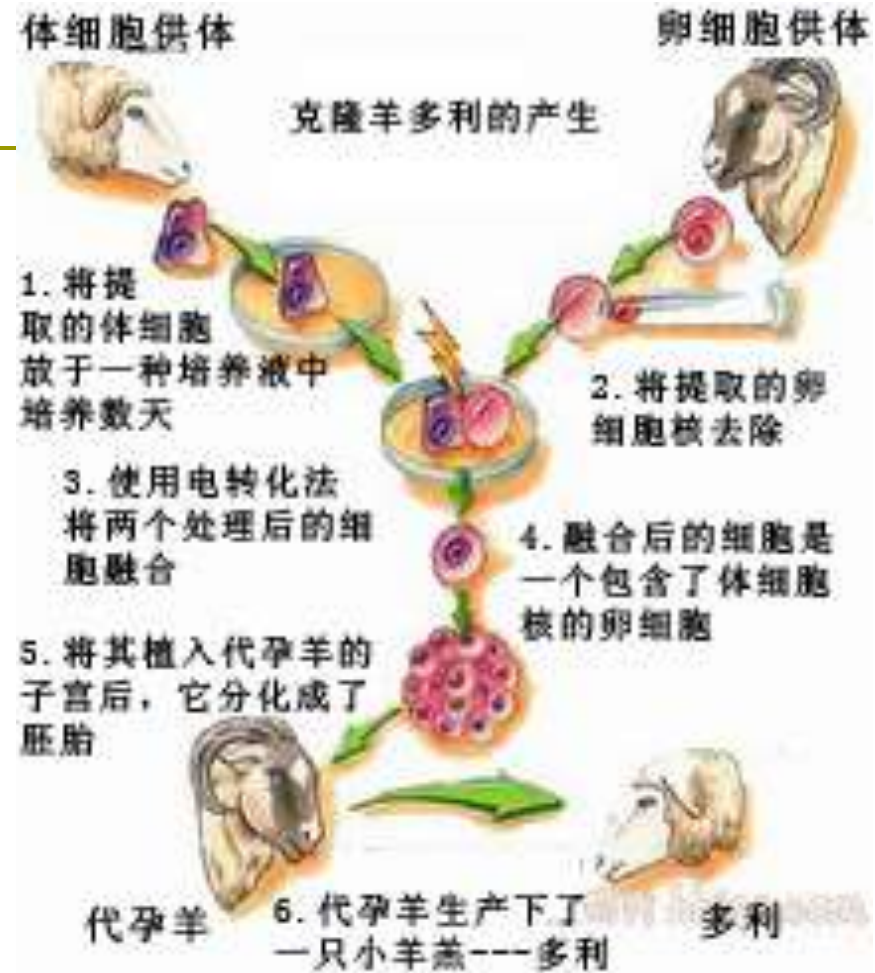 体细胞供体
卵细胞供体
克隆羊多利的产生
1.将提
取的体细胞
放于一种培养液中
培养数天
2.将提取的卵
细胞核去除
3.使用电转化法
将两个处理后的细
胞融合
4.融合后的细胞是
一个包含了体细胞
核的卵细胞
5.将其植入代孕羊的
子宫后，它分化成了
胚胎
代孕羊
6.代孕羊生产下了
一只小羊羔---多利
多利